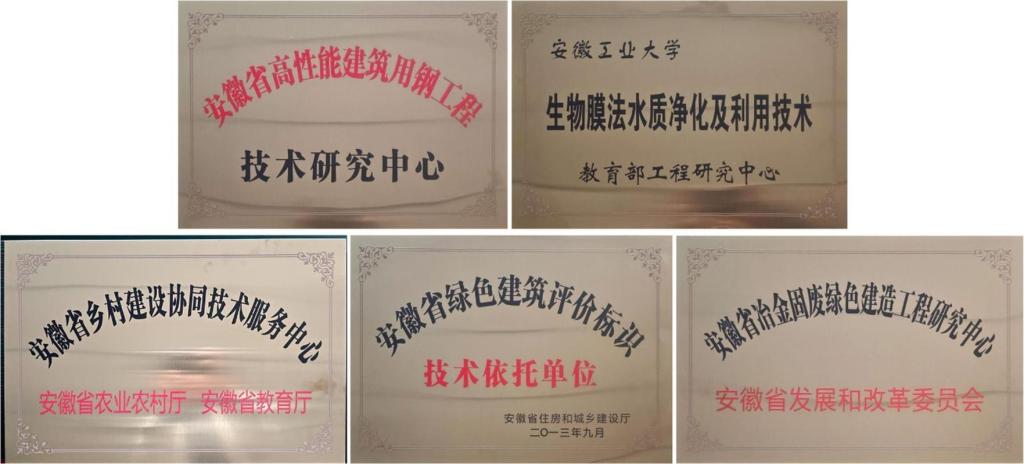 安徽省高性能建筑用钢工程
技术研究中心
安徽工业大学
生物膜法水质净化及利用技术
教育部工程研究中心
安徽省乡村建设协同技术服务中心
安徽省农业农村厅 安徽省教育厅
安徽省绿色建筑评价标识
技术依托单位
安徽省住房和城乡建设厅
二〇一三年九月
安徽省冶金固废绿色建造工程研究中心
安徽省发展和改革委员会